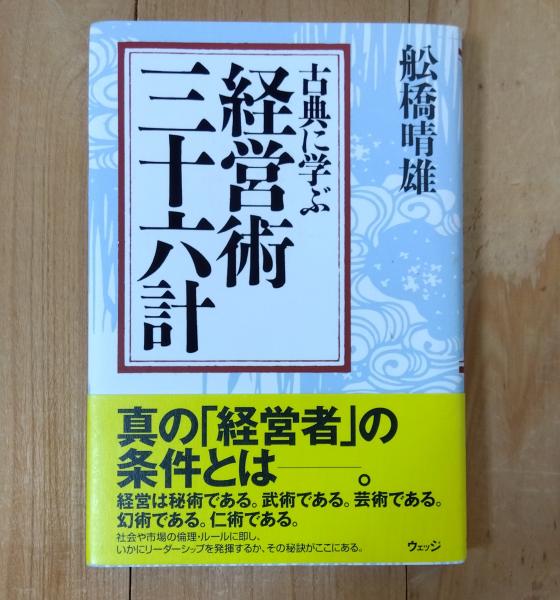 舩橋晴雄
古典に学ぶ
経営術
三十六計
真の「経営者」の
条件とは――。
経営は秘術である。武術である。芸術である。
幻術である。仁術である。
社会や市場の倫理・ルールに即し、
いかにリーダーシップを発揮するか、その秘訣がここにある。
ウェッジ